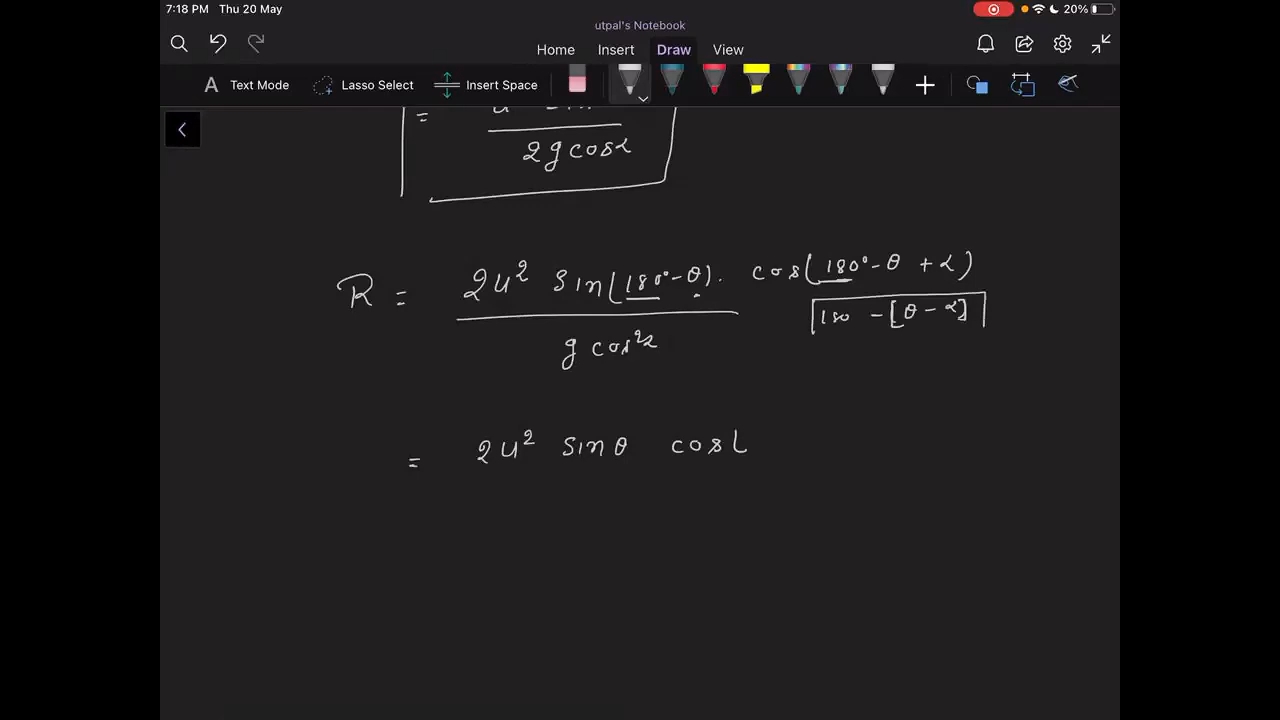 7:18 PM Thu 20 May
20%
utpal's Notebook
Home Insert Draw View
A Text Mode Lasso Select Insert Space
=
2g cosα
R = 2u² sin(180°-θ). cos(180°-θ+α)
180 -[θ-α]
g cos²α
= 2u² sinθ cos(